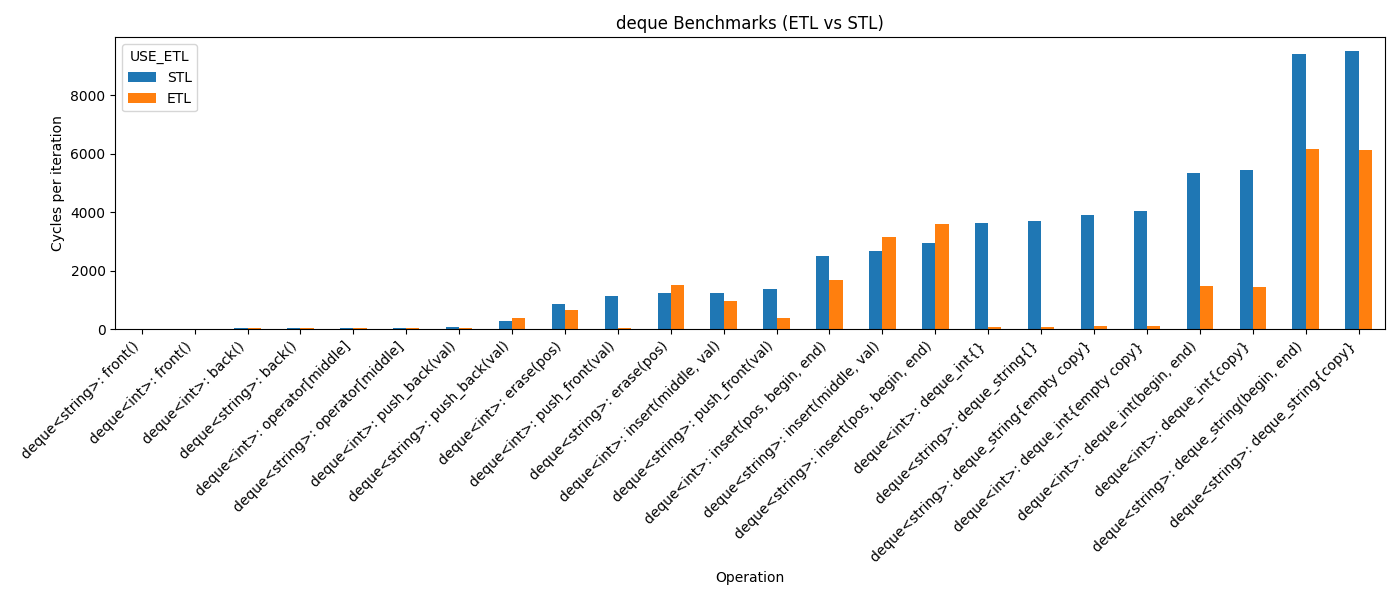 deque Benchmarks (ETL vs STL)
USE_ETL
STL
ETL
Cycles per iteration
8000
6000
4000
2000
0
deque<string>: front()
deque<int>: front()
deque<int>: back()
deque<string>: back()
deque<int>: operator[middle]
deque<string>: operator[middle]
deque<int>: push_back(val)
deque<string>: push_back(val)
deque<int>: erase(pos)
deque<int>: push_front(val)
deque<string>: erase(pos)
deque<int>: insert(middle, val)
deque<string>: push_front(val)
deque<int>: insert(pos, begin, end)
deque<string>: insert(middle, val)
deque<string>: insert(pos, begin, end)
deque<int>: deque_int{}
deque<string>: deque_string{}
deque<string>: deque_string{empty copy}
deque<int>: deque_int{empty copy}
deque<int>: deque_int(begin, end)
deque<int>: deque_int{copy}
deque<string>: deque_string(begin, end)
deque<string>: deque_string{copy}
Operation